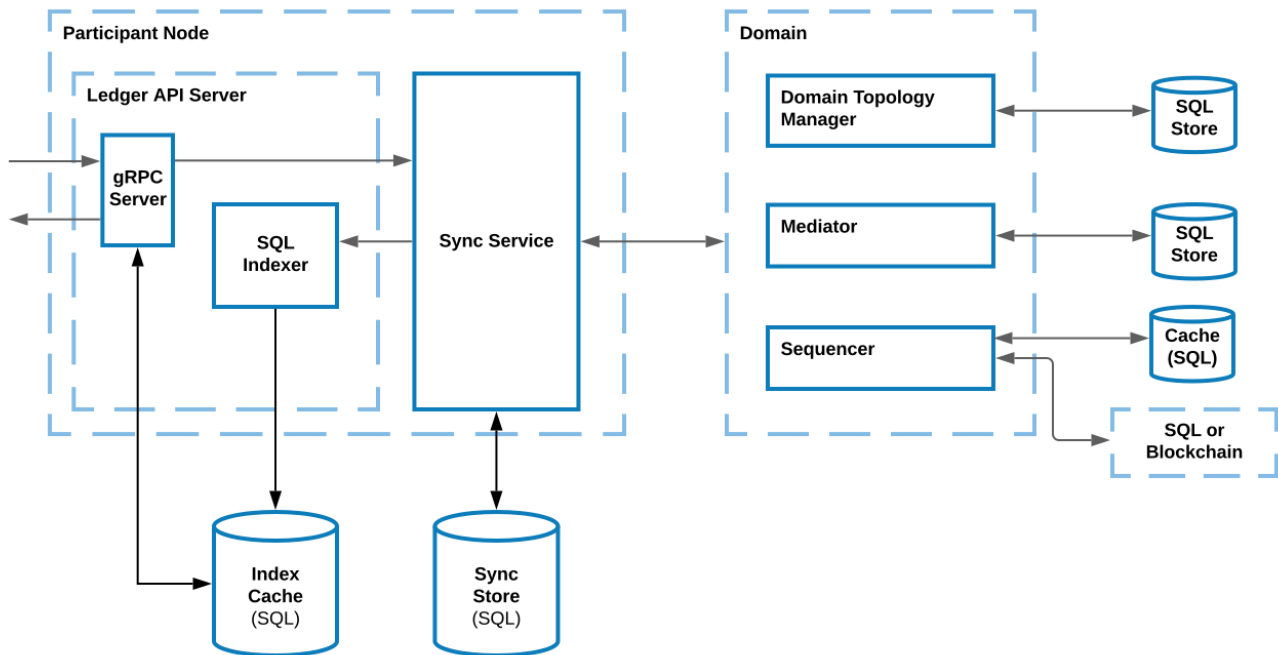 Participant Node
Ledger API Server
gRPC
Server
SQL
Indexer
Sync Service
Index
Cache
(SQL)
Sync
Store
(SQL)
Domain
Domain Topology
Manager
SQL
Store
Mediator
SQL
Store
Sequencer
Cache
(SQL)
SQL or
Blockchain